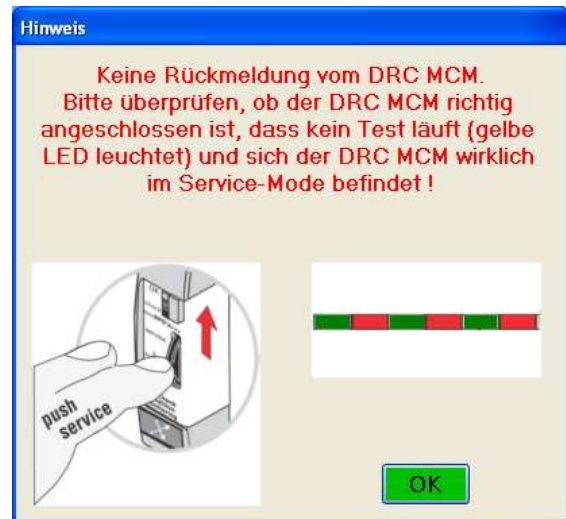 Hinweis
Keine Rückmeldung vom DRC MCM.
Bitte überprüfen, ob der DRC MCM richtig
angeschlossen ist, dass kein Test läuft (gelbe
LED leuchtet) und sich der DRC MCM wirklich
im Service-Mode befindet !
push
service
OK